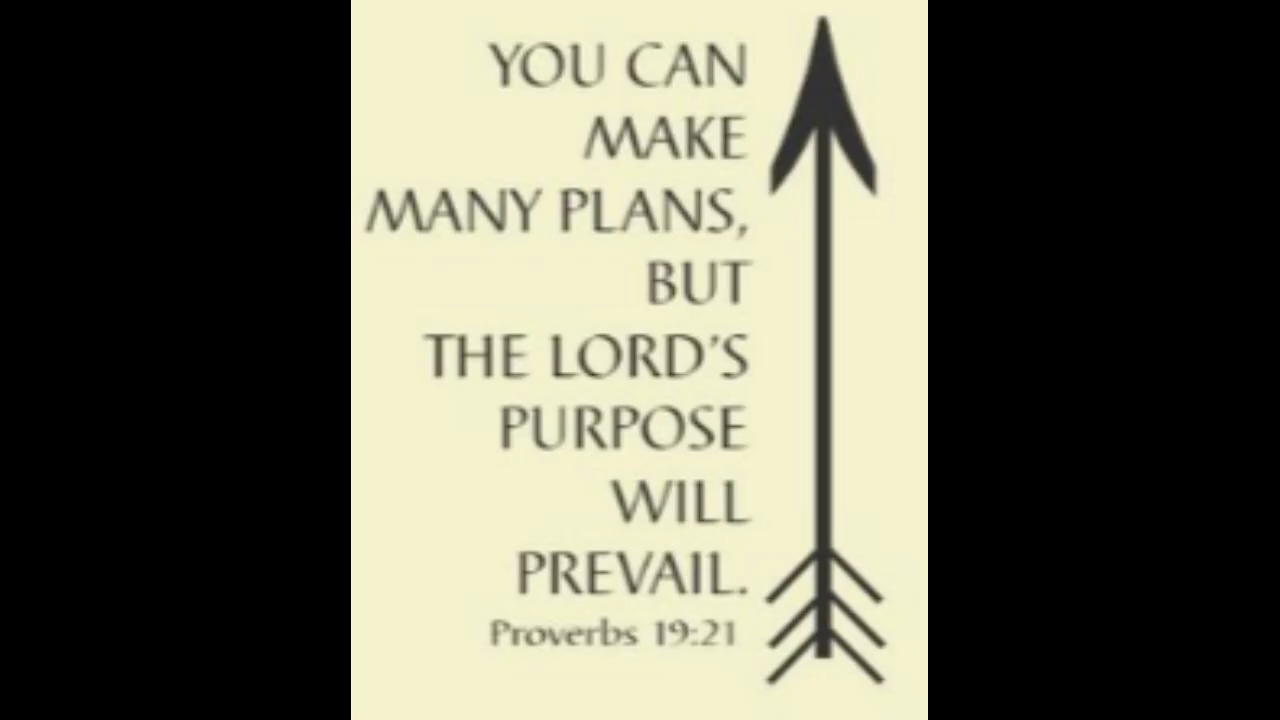 YOU CAN
MAKE
MANY PLANS,
BUT
THE LORD'S
PURPOSE
WILL
PREVAIL.
Proverbs 19:21